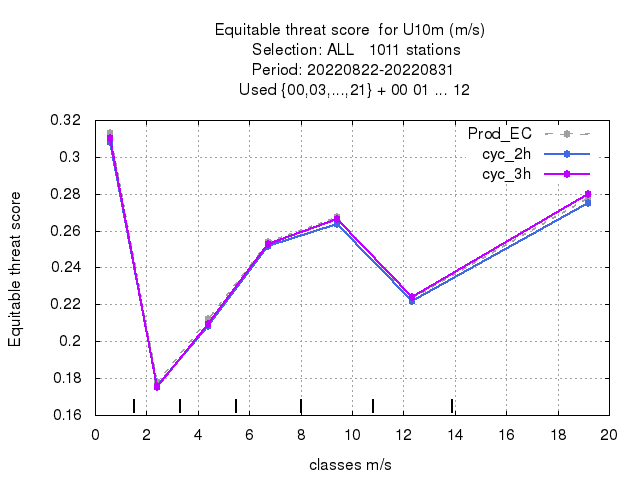 Equitable threat score  for U10m (m/s)
Selection: ALL   1011 stations
Period: 20220822-20220831
Used {00,03,...,21} + 00 01 ... 12
Prod_EC
cyc_2h
cyc_3h
Equitable threat score
0.32
0.3
0.28
0.26
0.24
0.22
0.2
0.18
0.16
0 2 4 6 8 10 12 14 16 18 20
classes m/s